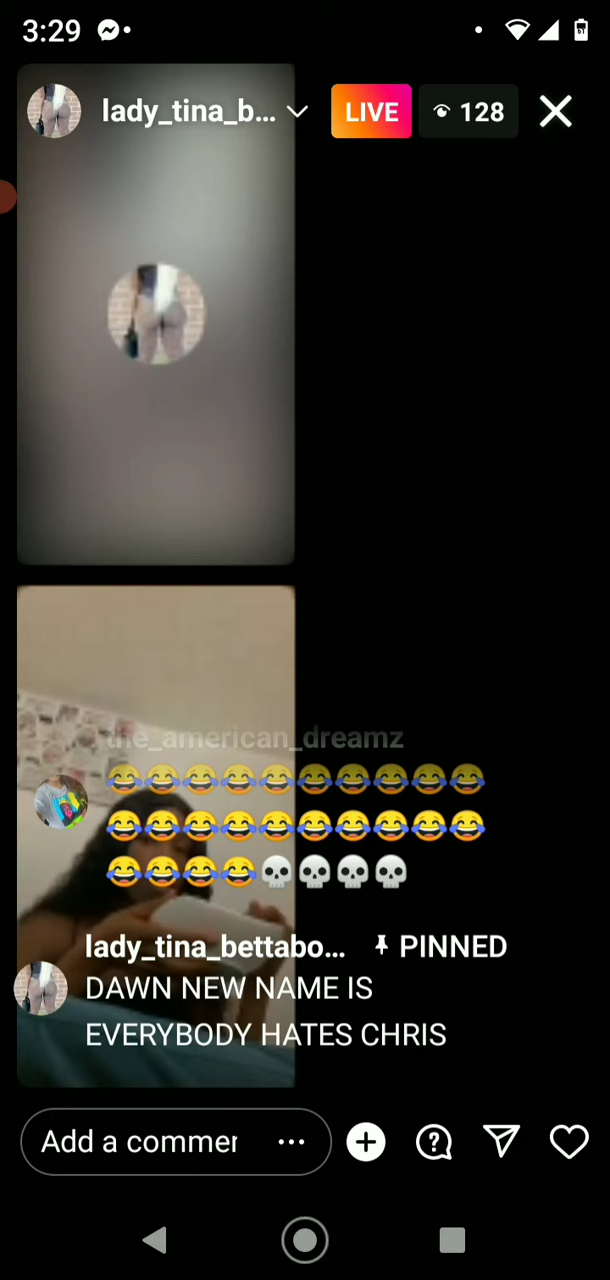 3:29
lady_tina_b... LIVE 128
the_american_dreamz
😂😂😂😂😂😂😂😂😂😂
😂😂😂😂😂😂😂😂😂😂
😂😂😂😂💀💀💀💀
lady_tina_bettabo... PINNED
DAWN NEW NAME IS
EVERYBODY HATES CHRIS
Add a commer ...